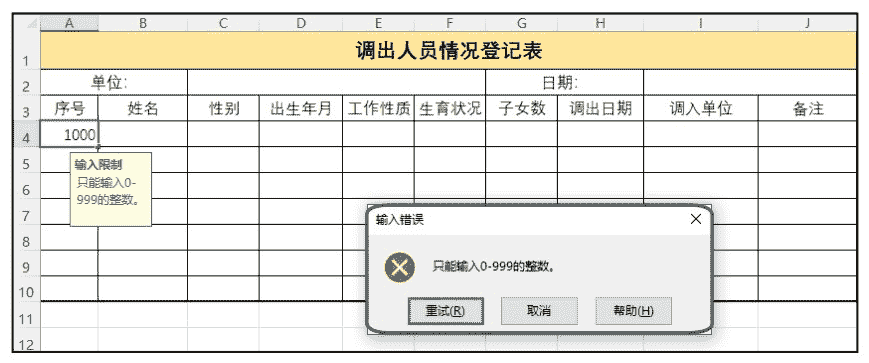 A B C D E F G H I J
1 调出人员情况登记表
2 单位: 日期:
3 序号 姓名 性别 出生年月 工作性质 生育状况 子女数 调出日期 调入单位 备注
4 1000
5 输入限制
只能输入0-
6 999的整数。
7
输入错误
8
9 只能输入0-999的整数。
10
重试(R) 取消 帮助(H)
11
12